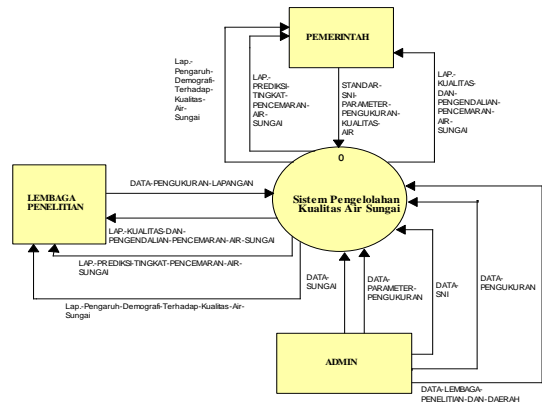 PEMERINTAH
Lap.-
Pengaruh-
Demografi-
Terhadap-
Kualitas-
Air-
Sungai
LAP.-
PREDIKSI-
TINGKAT-
PENCEMARAN-
AIR-
SUNGAI
STANDAR-
SNI-
PARAMETER-
PENGUKURAN-
KUALITAS-
AIR
LAP.-
KUALITAS-
DAN-
PENGENDALIAN-
PENCEMARAN-
AIR-
SUNGAI
0
Sistem Pengelolahan
Kualitas Air Sungai
LEMBAGA
PENELITIAN
DATA-PENGUKURAN-LAPANGAN
LAP.-KUALITAS-DAN-
PENGENDALIAN-PENCEMARAN-AIR-SUNGAI
LAP.-PREDIKSI-TINGKAT-PENCEMARAN-AIR-
SUNGAI
Lap.-Pengaruh-Demografi-Terhadap-Kualitas-Air-
Sungai
DATA-
SUNGAI
DATA-
PARAMETER-
PENGUKURAN
DATA-
SNI
DATA-
PENGUKURAN
ADMIN
DATA-LEMBAGA-
PENELITIAN-DAN-DAERAH